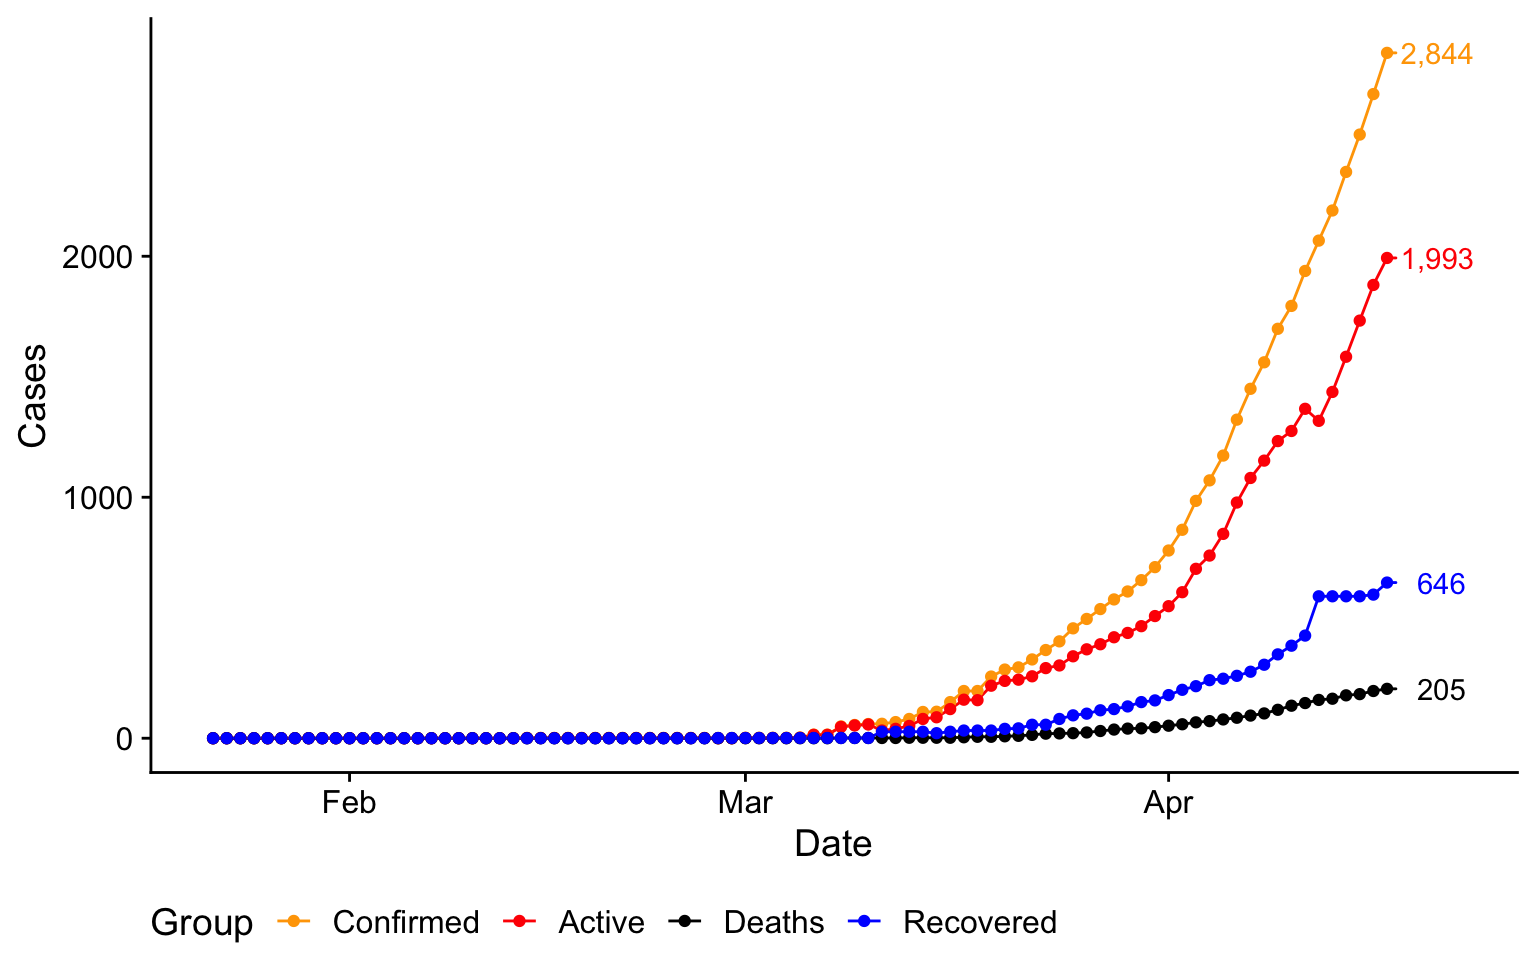 2,844
2000
1,993
Cases
1000
646
205
0
Feb Mar Apr
Date
Group Confirmed Active Deaths Recovered